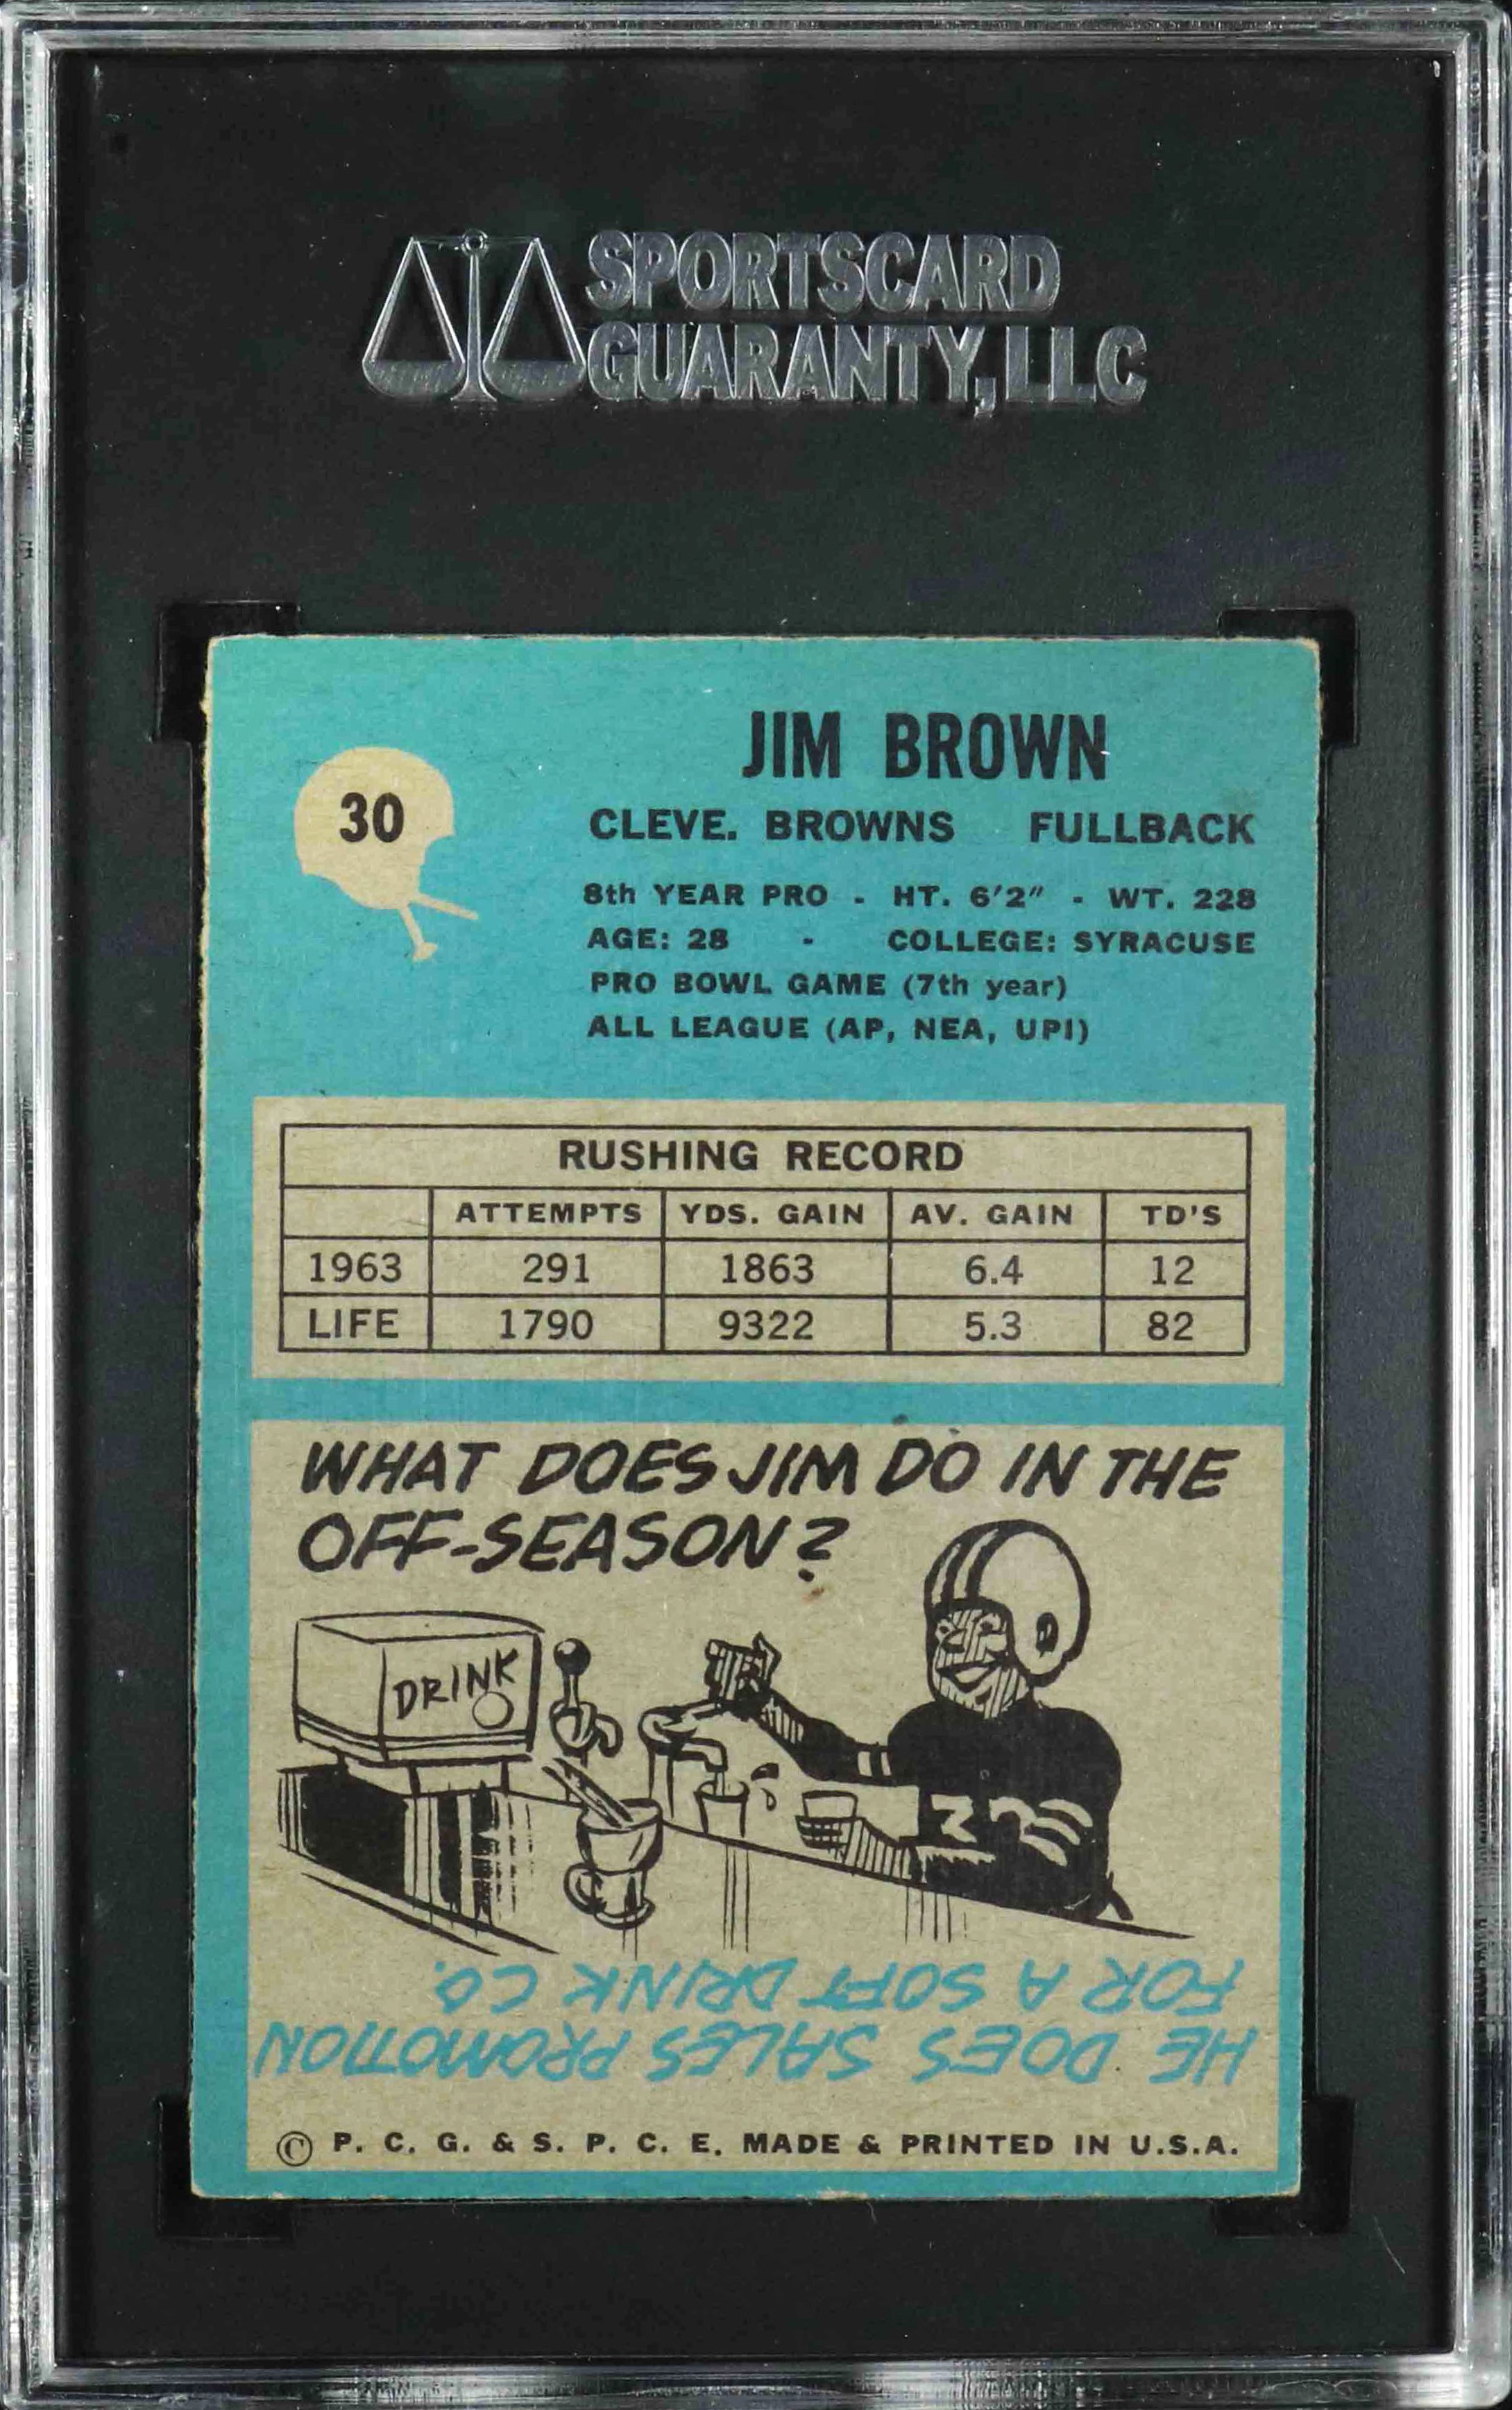 SPORTSCARD
GUARANTY, LLC
30
JIM BROWN
CLEVE. BROWNS FULLBACK
8th YEAR PRO - HT. 6'2" - WT. 228
AGE: 28 - COLLEGE: SYRACUSE
PRO BOWL GAME (7th year)
ALL LEAGUE (AP, NEA, UPI)
RUSHING RECORD
ATTEMPTS YDS. GAIN AV. GAIN TD'S
1963 291 1863 6.4 12
LIFE 1790 9322 5.3 82
WHAT DOES JIM DO IN THE
OFF-SEASON?
DRINK
HE DOES SALES PROMOTION
FOR A SOFT DRINK CO.
© P. C. G. & S. P. C. E. MADE & PRINTED IN U.S.A.